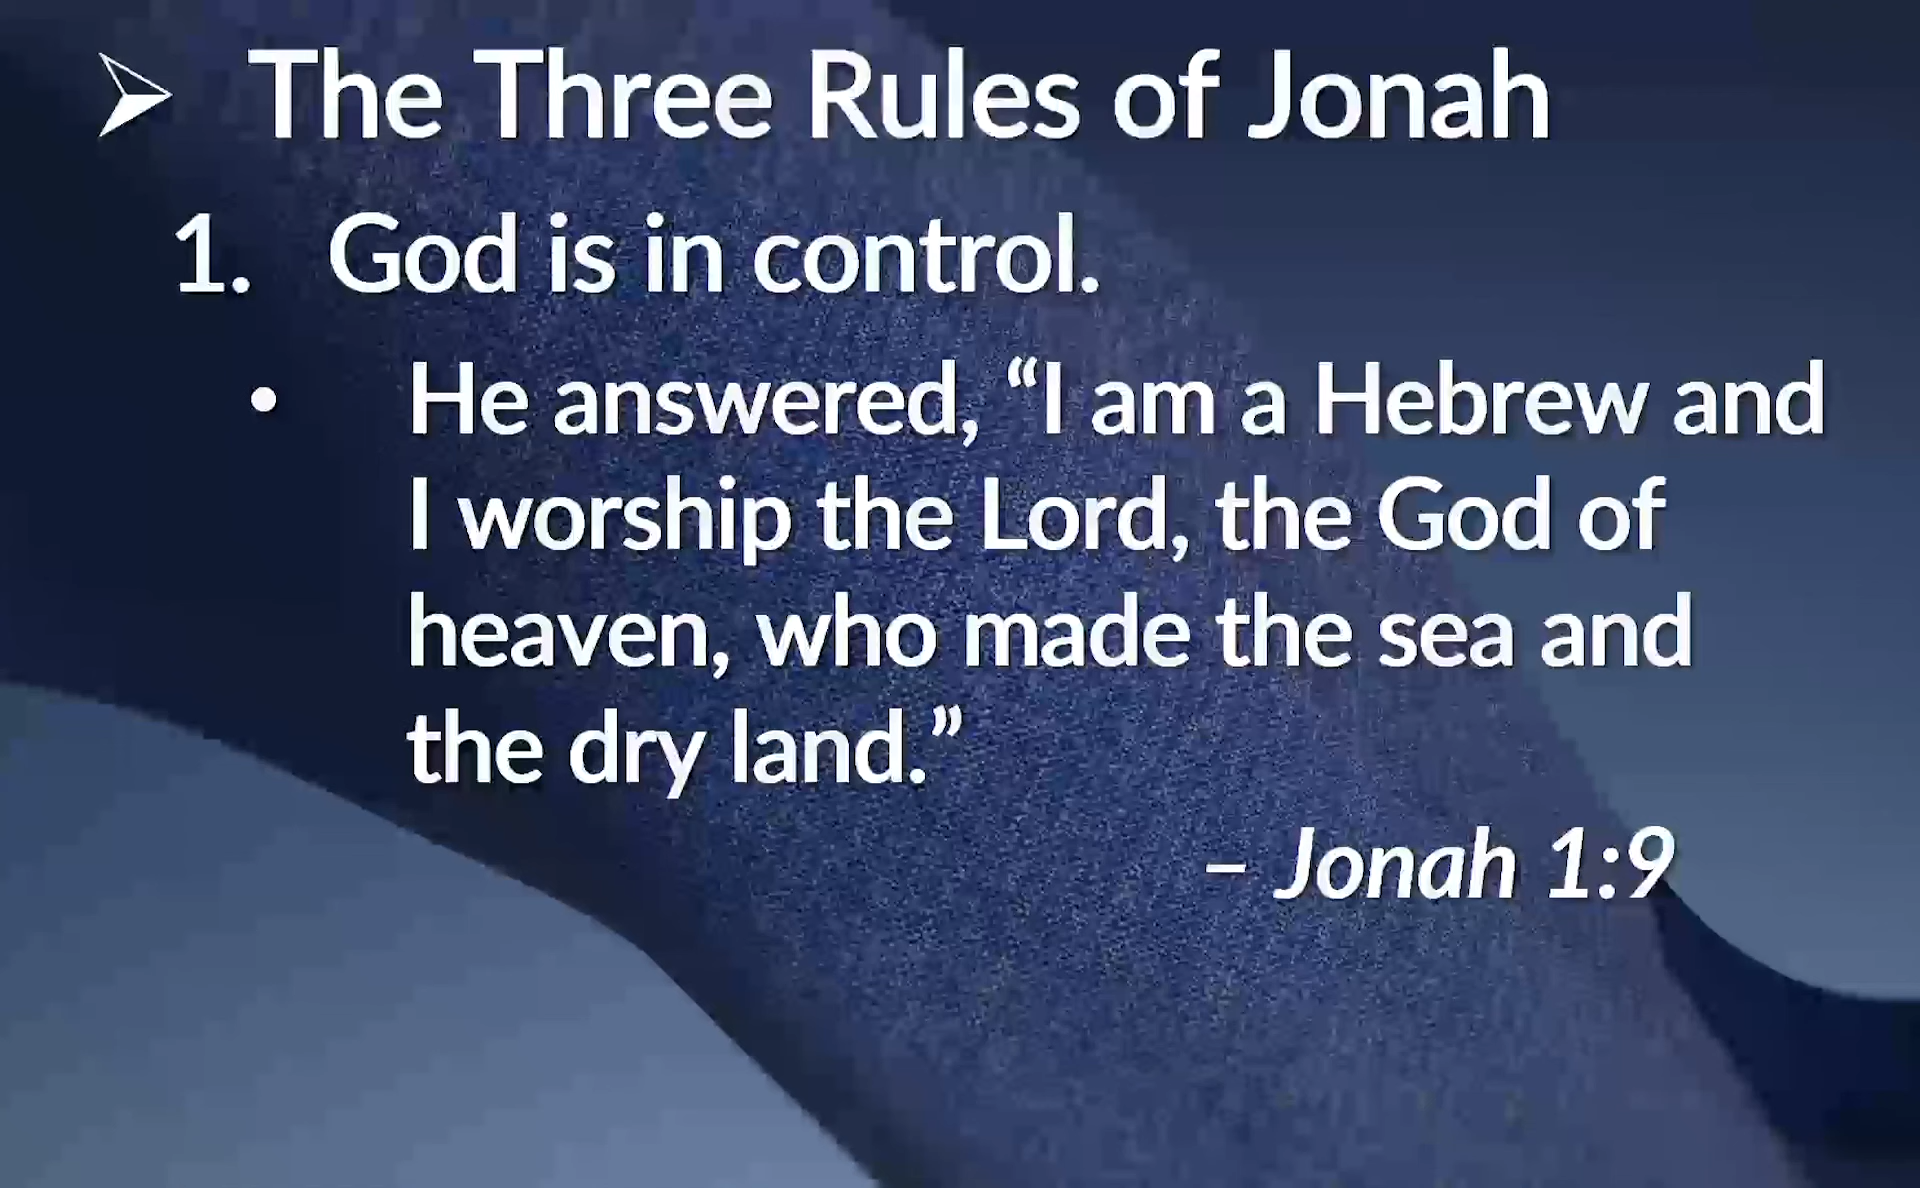 ➢ The Three Rules of Jonah
1. God is in control.
• He answered, “I am a Hebrew and
I worship the Lord, the God of
heaven, who made the sea and
the dry land.”
– Jonah 1:9